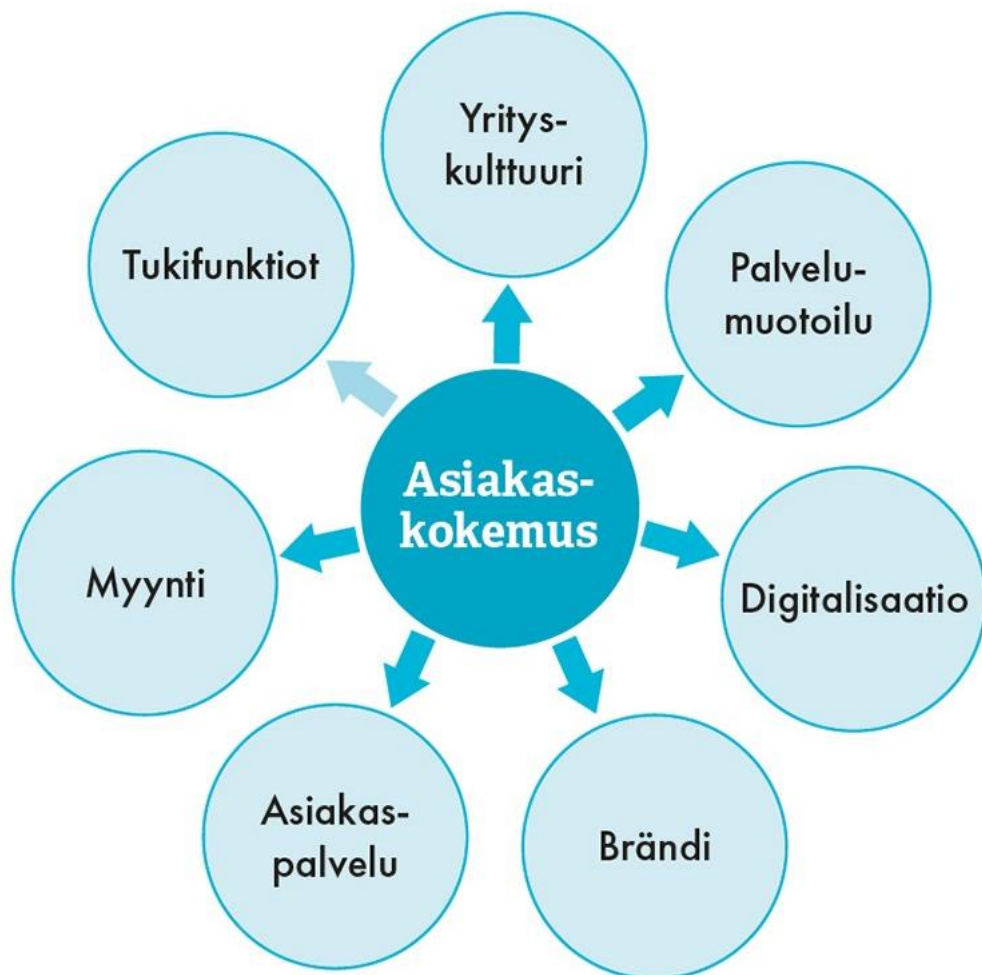 Yritys-
kulttuuri
Palvelu-
muotoilu
Digitalisaatio
Brändi
Asiakas-
palvelu
Myynti
Tukifunktiot
Asiakas-
kokemus